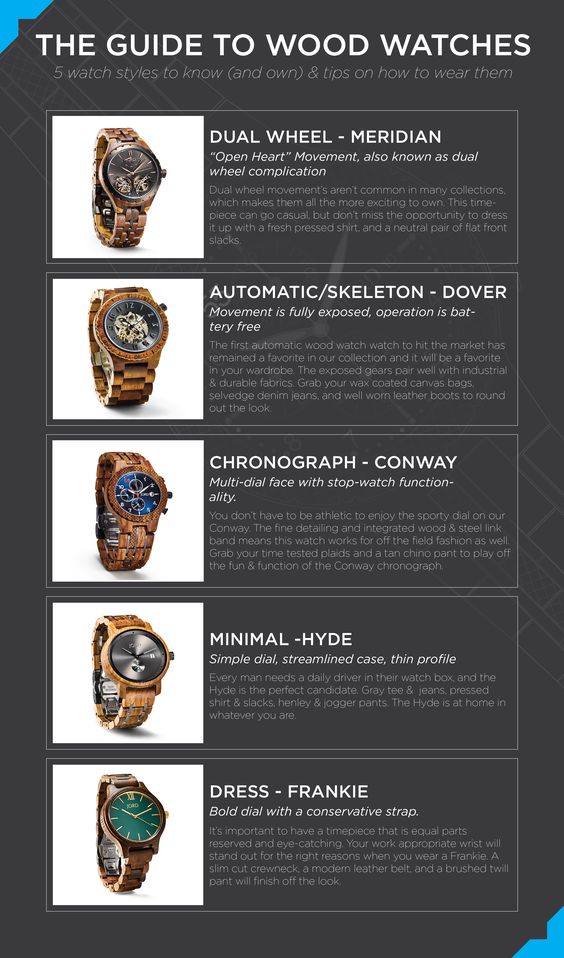 THE GUIDE TO WOOD WATCHES
5 watch styles to know (and own) & tips on how to wear them
DUAL WHEEL - MERIDIAN
“Open Heart” Movement, also known as dual
wheel complication
Dual wheel movement's aren't common in many collections,
which makes them all the more exciting to own. This time-
piece can go casual, but don't miss the opportunity to dress
it up with a fresh pressed shirt, and a neutral pair of flat front
slacks.
AUTOMATIC/SKELETON - DOVER
Movement is fully exposed, operation is bat-
tery free
The first automatic wood watch watch to hit the market has
remained a favorite in our collection and it will be a favorite
in your wardrobe. The exposed gears pair well with industrial
& durable fabrics. Grab your wax coated canvas bags,
selvedge denim jeans, and well worn leather boots to round
out the look.
CHRONOGRAPH - CONWAY
Multi-dial face with stop-watch function-
ality.
You don't have to be athletic to enjoy the sporty dial on our
Conway. The fine detailing and integrated wood & steel link
band means this watch works for off the field fashion as well.
Grab your time tested plaids and a tan chino pant to play off
the fun & function of the Conway chronograph.
MINIMAL -HYDE
Simple dial, streamlined case, thin profile
Every man needs a daily driver in their watch box, and the
Hyde is the perfect candidate. Gray tee & jeans, pressed
shirt & slacks, henley & jogger pants. The Hyde is at home in
whatever you are.
DRESS - FRANKIE
Bold dial with a conservative strap.
JORD
It's important to have a timepiece that is equal parts
reserved and eye-catching. Your work appropriate wrist will
stand out for the right reasons when you wear a Frankie. A
slim cut crewneck, a modern leather belt, and a brushed twill
pant will finish off the look.